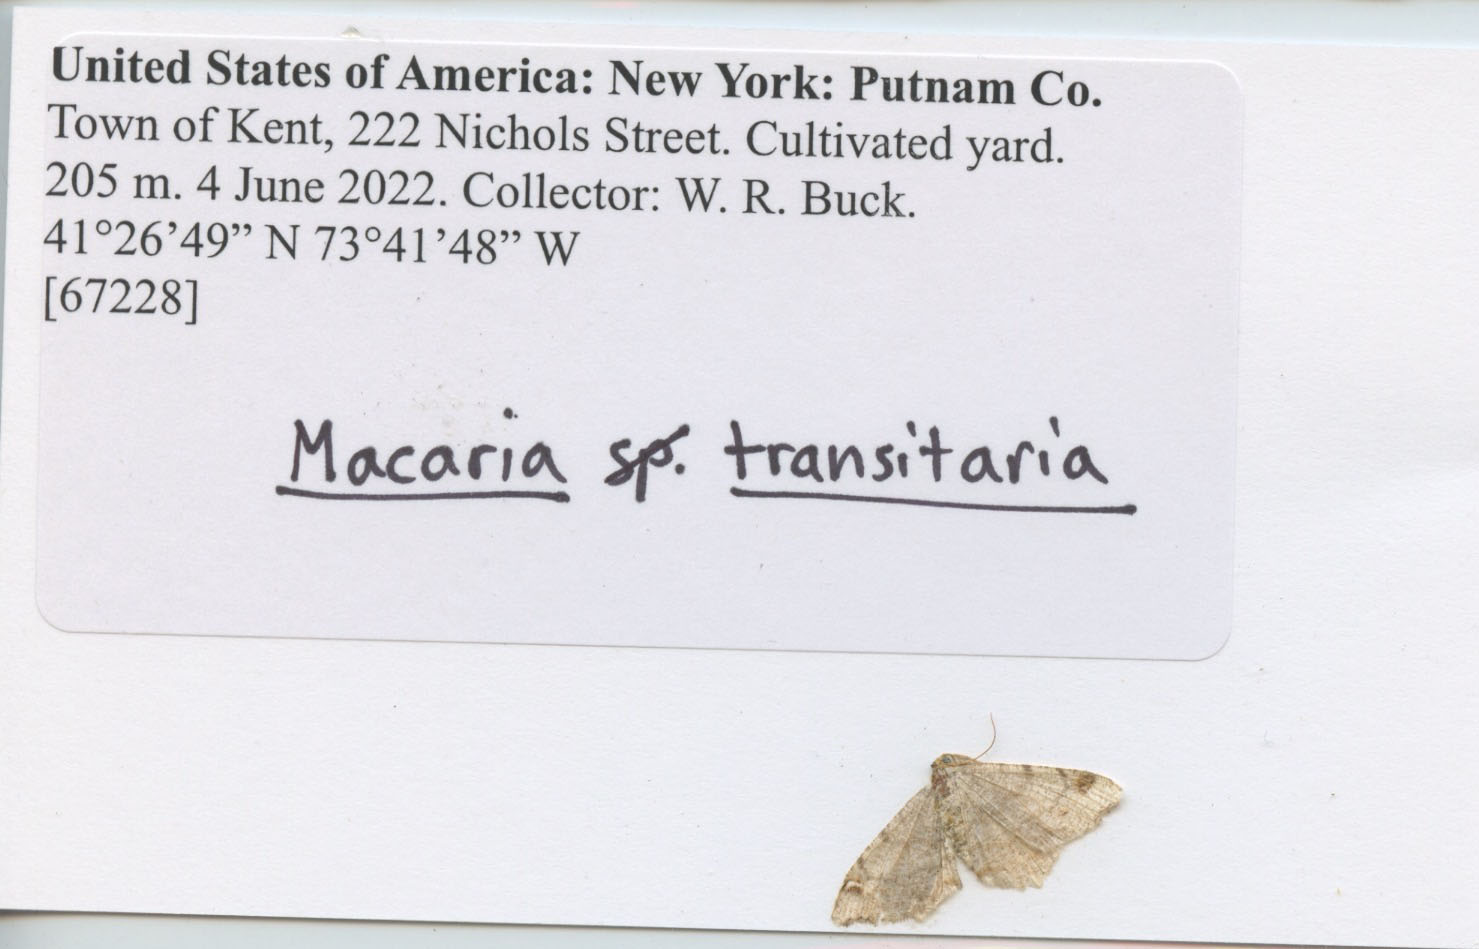 United States of America: New York: Putnam Co.
Town of Kent, 222 Nichols Street. Cultivated yard.
205 m. 4 June 2022. Collector: W. R. Buck.
41°26’49” N 73°41’48” W
[67228]
Macaria sp. transitaria